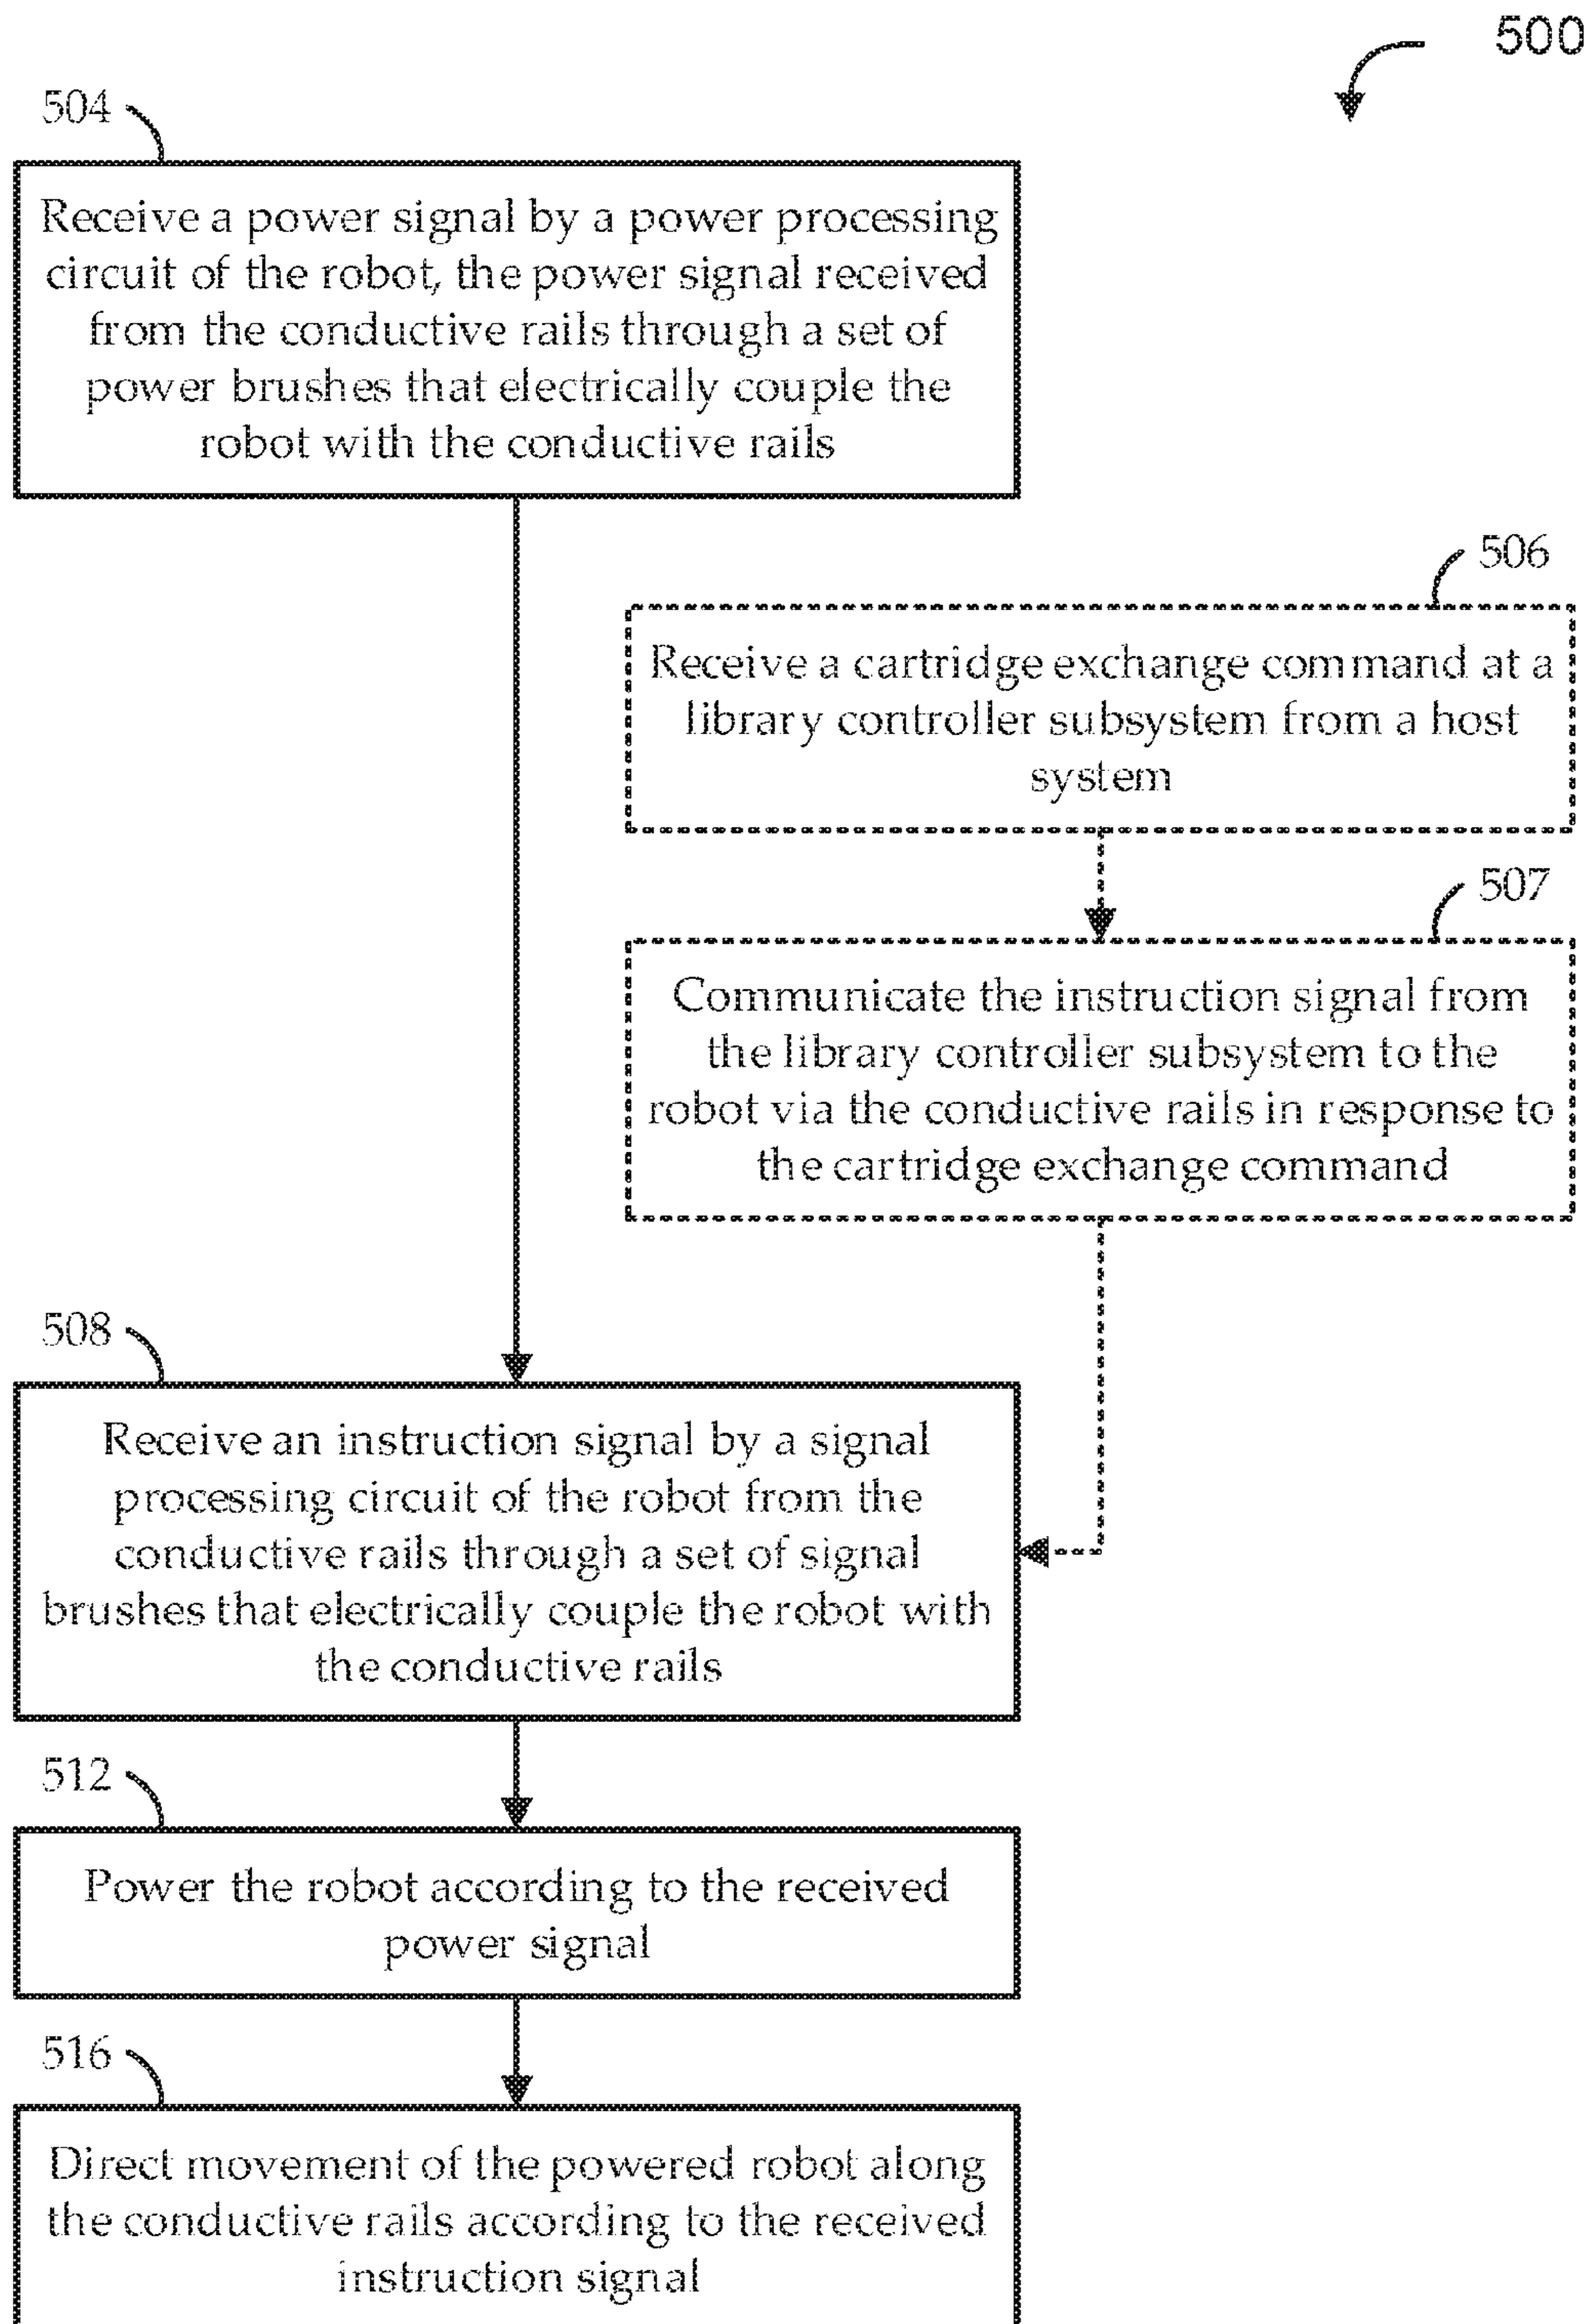 500
504
Receive a power signal by a power processing
circuit of the robot, the power signal received
from the conductive rails through a set of
power brushes that electrically couple the
robot with the conductive rails
506
Receive a cartridge exchange command at a
library controller subsystem from a host
system
507
Communicate the instruction signal from
the library controller subsystem to the
robot via the conductive rails in response to
the cartridge exchange command
508
Receive an instruction signal by a signal
processing circuit of the robot from the
conductive rails through a set of signal
brushes that electrically couple the robot with
the conductive rails
512
Power the robot according to the received
power signal
516
Direct movement of the powered robot along
the conductive rails according to the received
instruction signal